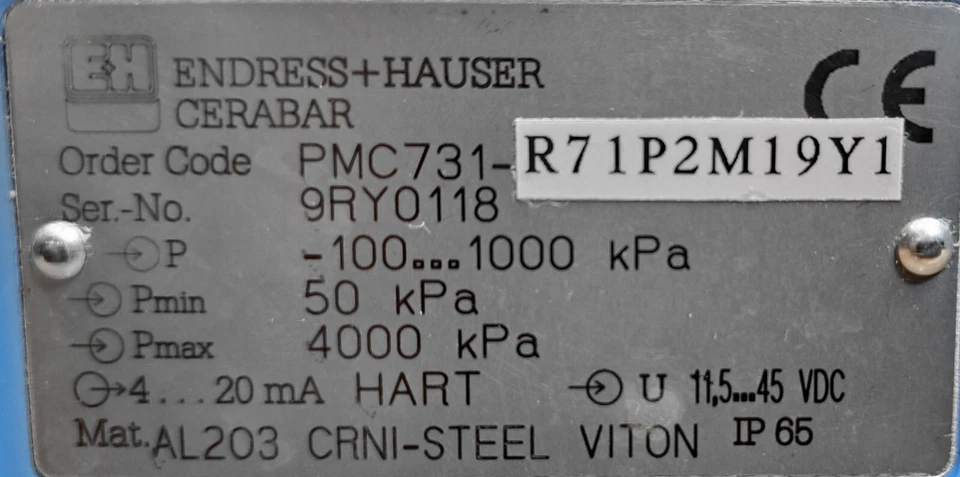 E+H ENDRESS+HAUSER
CERABAR
CE
Order Code PMC731-R71P2M19Y1
Ser.-No. 9RY0118
P -100...1000 kPa
Pmin 50 kPa
Pmax 4000 kPa
4...20 mA HART U 11,5...45 VDC
Mat. AL203 CRNI-STEEL VITON IP 65